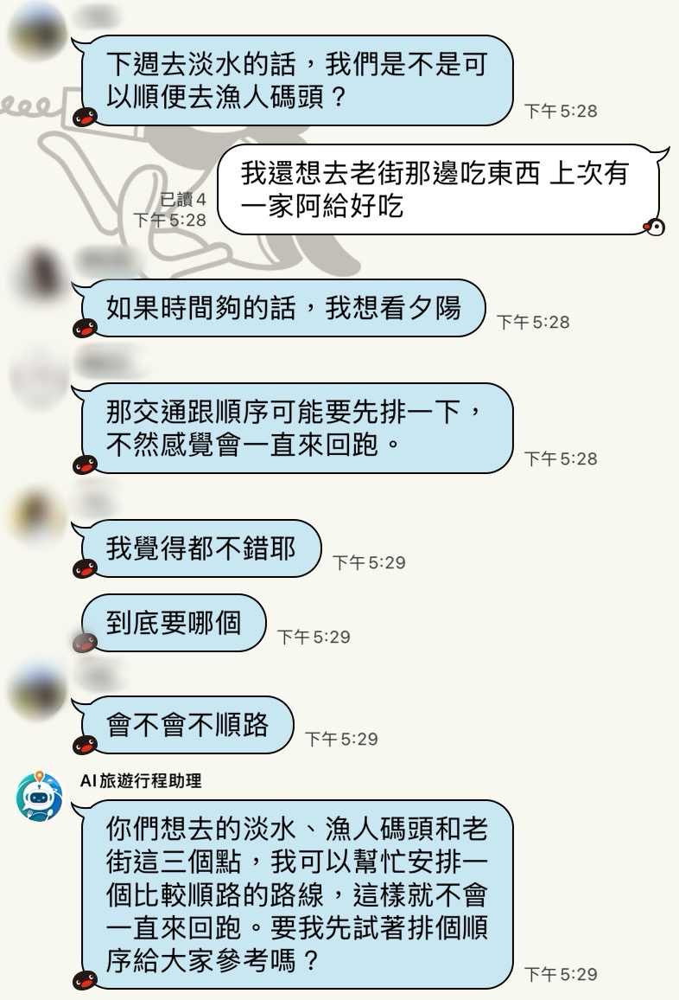 下週去淡水的話，我們是不是可
以順便去漁人碼頭？
下午 5:28
我還想去老街那邊吃東西 上次有
一家阿給好吃
已讀 4
下午 5:28
如果時間夠的話，我想看夕陽
下午 5:28
那交通跟順序可能要先排一下，
不然感覺會一直來回跑。
下午 5:28
我覺得都不錯耶
下午 5:29
到底要哪個
下午 5:29
會不會不順路
下午 5:29
AI 旅遊行程助理
你們想去的淡水、漁人碼頭和老
街這三個點，我可以幫忙安排一
個比較順路的路線，這樣就不會
一直來回跑。要我先試著排個順
序給大家參考嗎？
下午 5:29